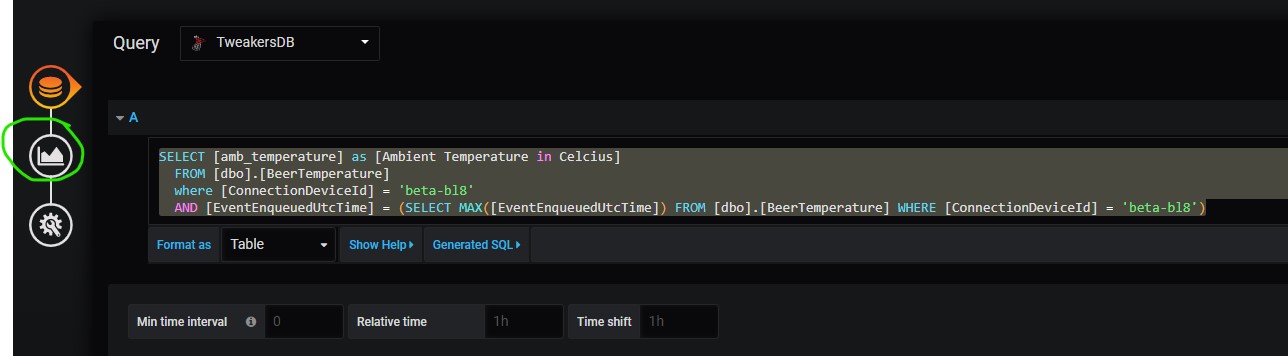 Query TweakersDB
A
SELECT [amb_temperature] as [Ambient Temperature in Celcius]
FROM [dbo].[BeerTemperature]
where [ConnectionDeviceId] = 'beta-bl8'
AND [EventEnqueuedUtcTime] = (SELECT MAX([EventEnqueuedUtcTime]) FROM [dbo].[BeerTemperature] WHERE [ConnectionDeviceId] = 'beta-bl8')
Format as Table Show Help Generated SQL
Min time interval 0 Relative time 1h Time shift 1h